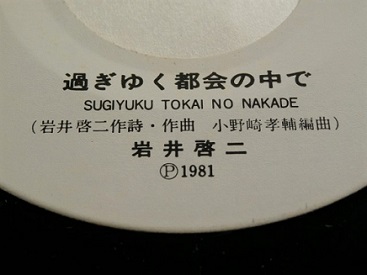 過ぎゆく都会の中で
SUGIYUKU TOKAI NO NAKADE
(岩井啓二作詩・作曲 小野崎孝輔編曲)
岩井啓二
Ⓟ1981